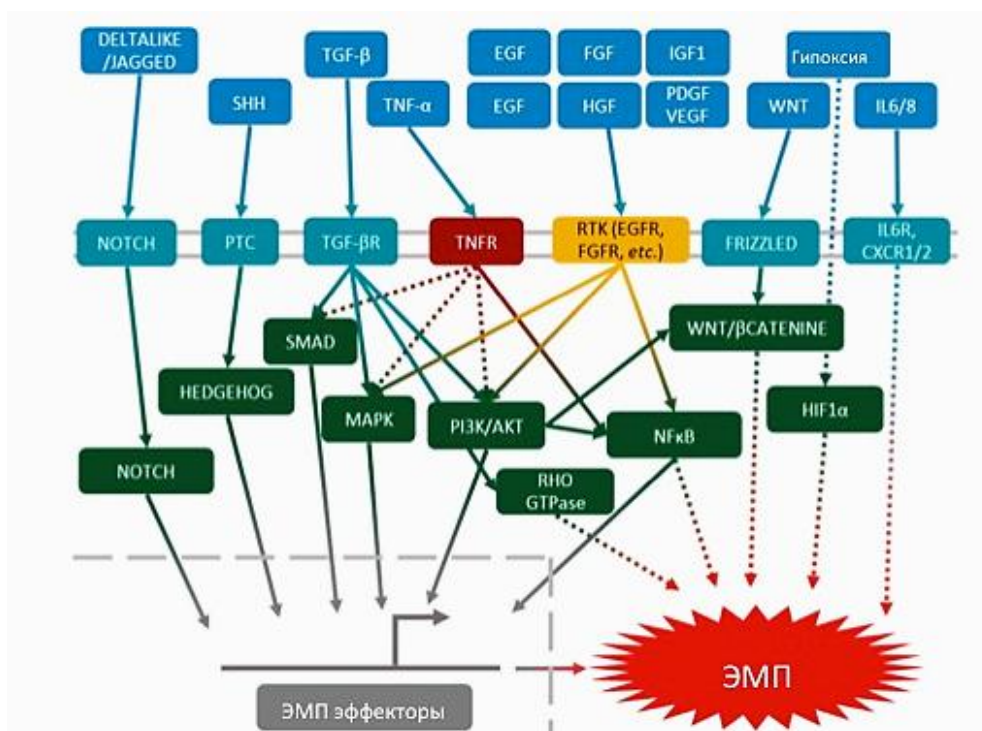 DELTALIKE
/JAGGED
TGF-β
EGF
FGF
IGF1
Гипоксия
SHH
TNF-α
EGF
HGF
PDGF
VEGF
WNT
IL6/8
NOTCH
PTC
TGF-βR
TNFR
RTK (EGFR,
FGFR, etc.)
FRIZZLED
IL6R,
CXCR1/2
SMAD
WNT/βCATENINE
HEDGEHOG
MAPK
PI3K/AKT
NFκB
HIF1α
NOTCH
RHO
GTPase
ЭМП
ЭМП эффекторы